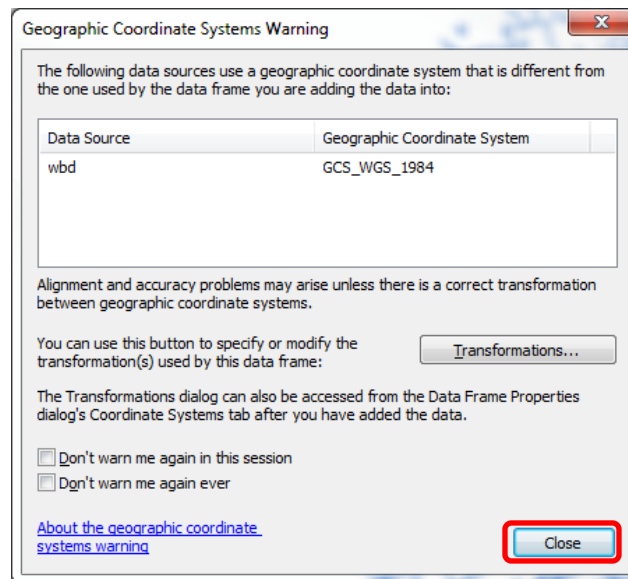 Geographic Coordinate Systems Warning
The following data sources use a geographic coordinate system that is different from
the one used by the data frame you are adding the data into:
Data Source Geographic Coordinate System
wbd GCS_WGS_1984
Alignment and accuracy problems may arise unless there is a correct transformation
between geographic coordinate systems.
You can use this button to specify or modify the
transformation(s) used by this data frame:
Transformations...
The Transformations dialog can also be accessed from the Data Frame Properties
dialog's Coordinate Systems tab after you have added the data.
Don't warn me again in this session
Don't warn me again ever
About the geographic coordinate
systems warning
Close